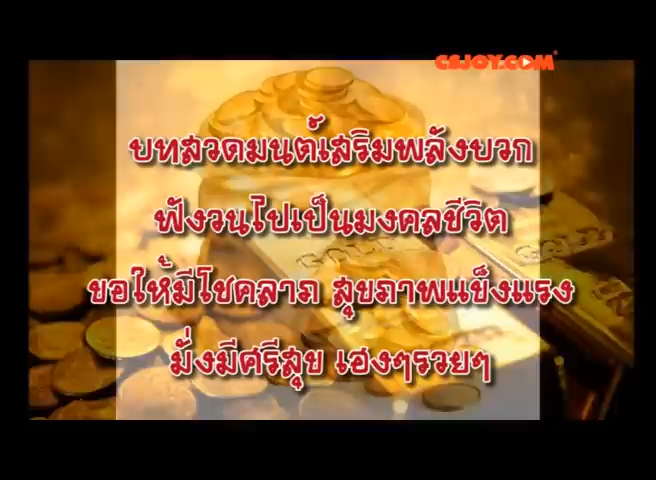 CSJOY.COM
บทสวดมนต์เสริมพลังบวก
ฟังวนไปเป็นมงคลชีวิต
ขอให้มีโชคลาภ สุขภาพแข็งแรง
มั่งมีศรีสุข เฮงๆรวยๆ